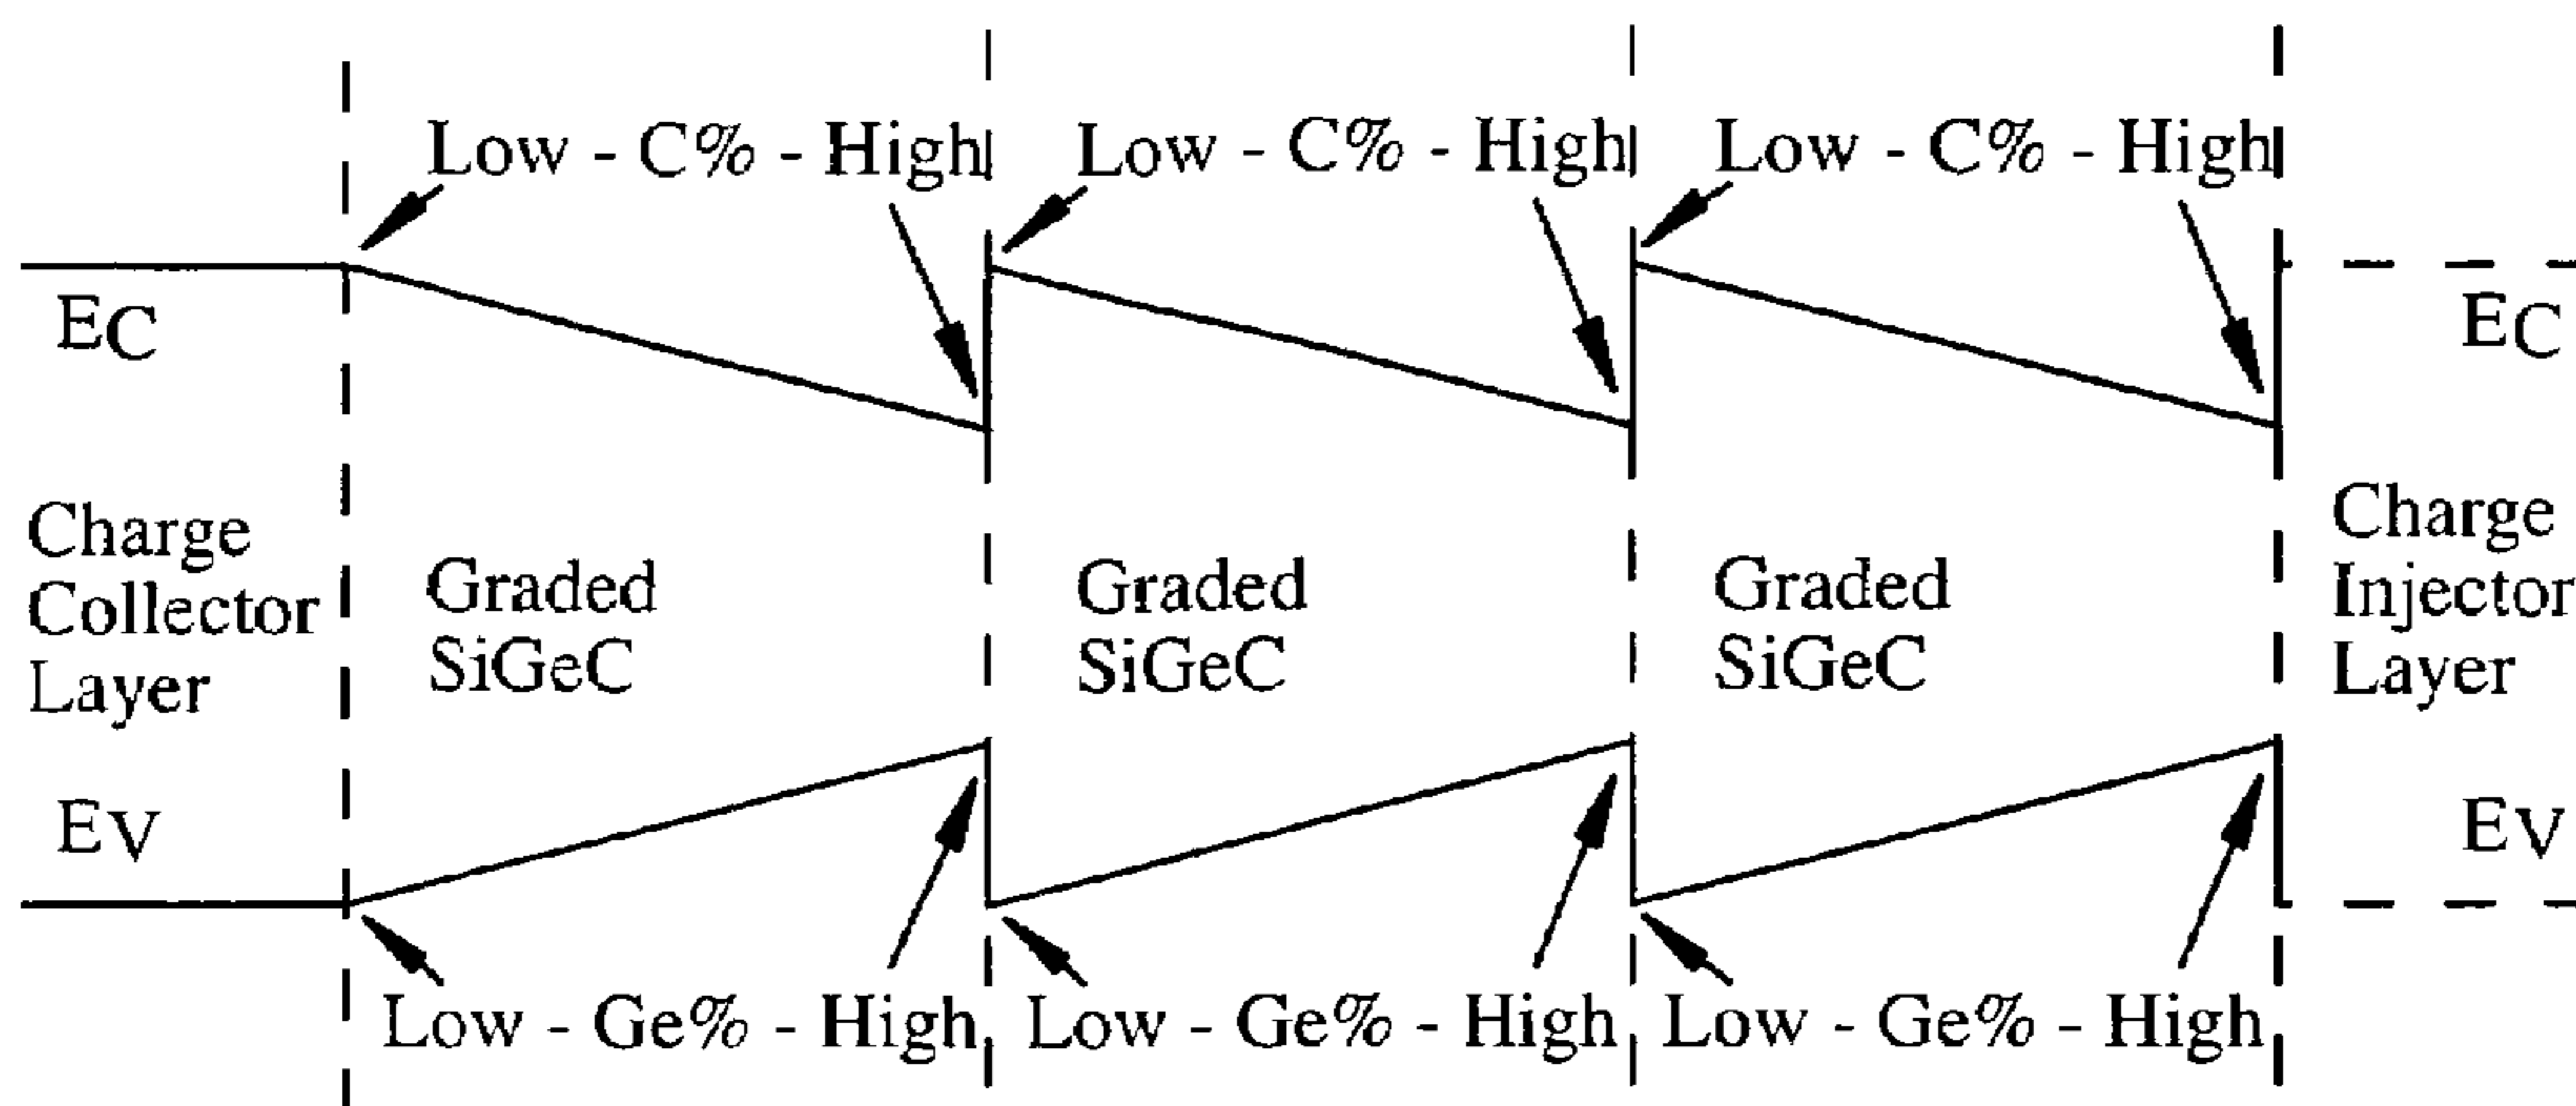 Low - C% - High
Low - C% - High
Low - C% - High
EC
EC
Charge
Collector
Layer
Graded
SiGeC
Graded
SiGeC
Graded
SiGeC
Charge
Injector
Layer
EV
EV
Low - Ge% - High
Low - Ge% - High
Low - Ge% - High